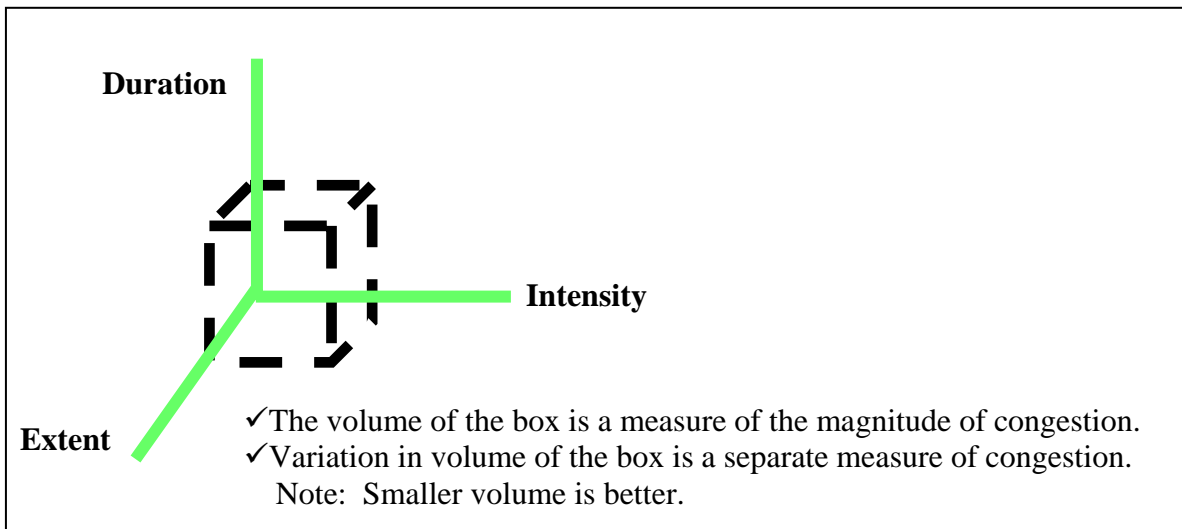 Duration
Intensity
Extent
✓The volume of the box is a measure of the magnitude of congestion.
✓Variation in volume of the box is a separate measure of congestion.
Note:  Smaller volume is better.